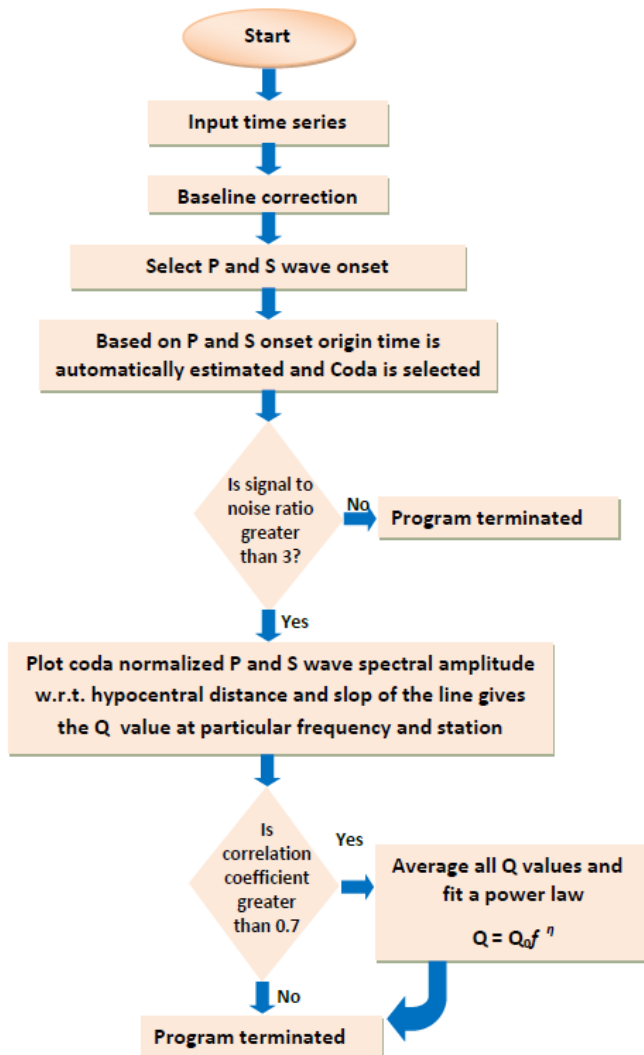 Start
Input time series
Baseline correction
Select P and S wave onset
Based on P and S onset origin time is
automatically estimated and Coda is selected
Is signal to
noise ratio
greater
than 3?
No
Program terminated
Yes
Plot coda normalized P and S wave spectral amplitude
w.r.t. hypocentral distance and slop of the line gives
the Q value at particular frequency and station
Is
correlation
coefficient
greater
than 0.7
Yes
Average all Q values and
fit a power law
Q = Q₀f ^η
No
Program terminated